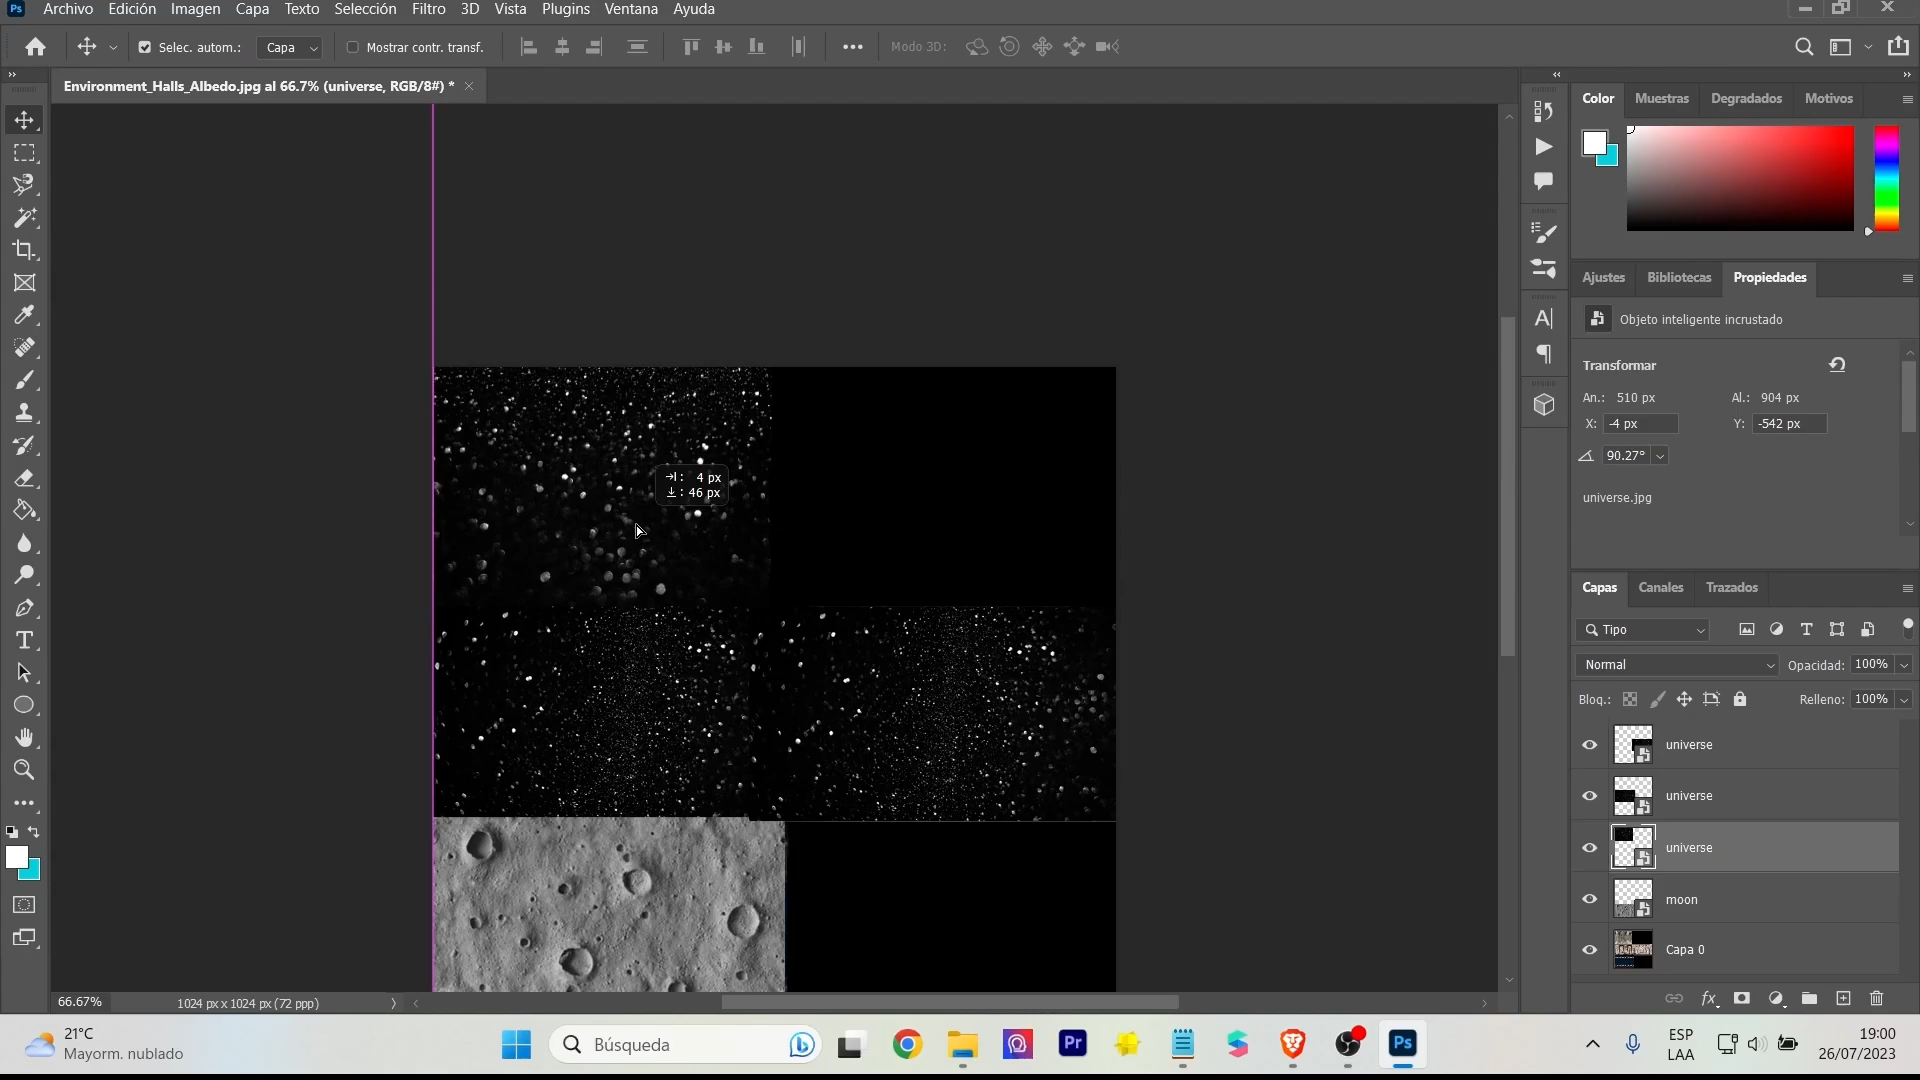 Ps Archivo Edición Imagen Capa Texto Selección Filtro 3D Vista Plugins Ventana Ayuda
Selec. autom.: Capa Mostrar contr. transf. Modo 3D:
Environment_Halls_Albedo.jpg al 66.7% (universe, RGB/8#) *
Color Muestras Degradados Motivos
Ajustes Bibliotecas Propiedades
Objeto inteligente incrustado
Transformar
An.: 510 px Al.: 904 px
X: -4 px Y: -542 px
90.27°
universe.jpg
: 4 px
: 46 px
Capas Canales Trazados
Tipo
Normal Opacidad: 100%
Bloq.: Relleno: 100%
universe
universe
universe
moon
Capa 0
66.67% 1024 px x 1024 px (72 ppp)
21°C
Mayorm. nublado
Búsqueda
Pr
Ps
ESP
LAA
19:00
26/07/2023